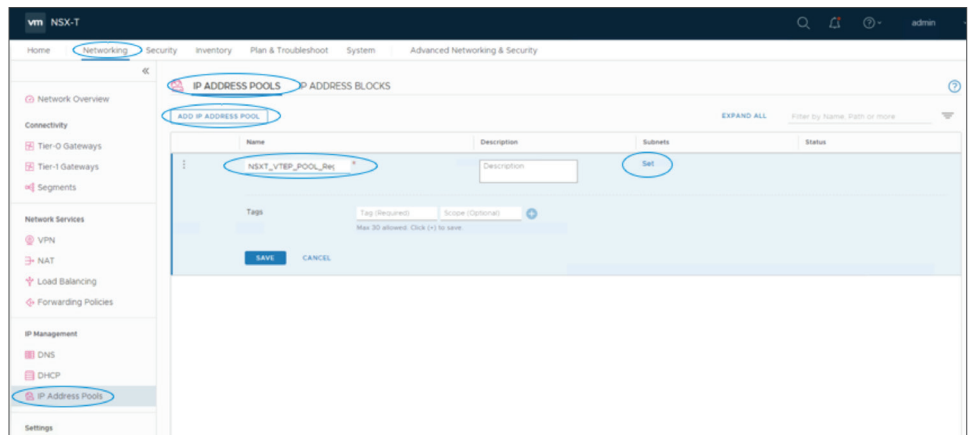 vm NSX-T admin
Home Networking Security Inventory Plan & Troubleshoot System Advanced Networking & Security
IP ADDRESS POOLS IP ADDRESS BLOCKS
ADD IP ADDRESS POOL EXPAND ALL Filter by Name, Path or more
Name Description Subnets Status
NSXT_VTEP_POOL_Reg Description Set
Tags Tag (Required) Scope (Optional)
Max 30 allowed. Click (+) to save.
SAVE CANCEL
Network Overview
Connectivity
Tier-0 Gateways
Tier-1 Gateways
Segments
Network Services
VPN
NAT
Load Balancing
Forwarding Policies
IP Management
DNS
DHCP
IP Address Pools
Settings